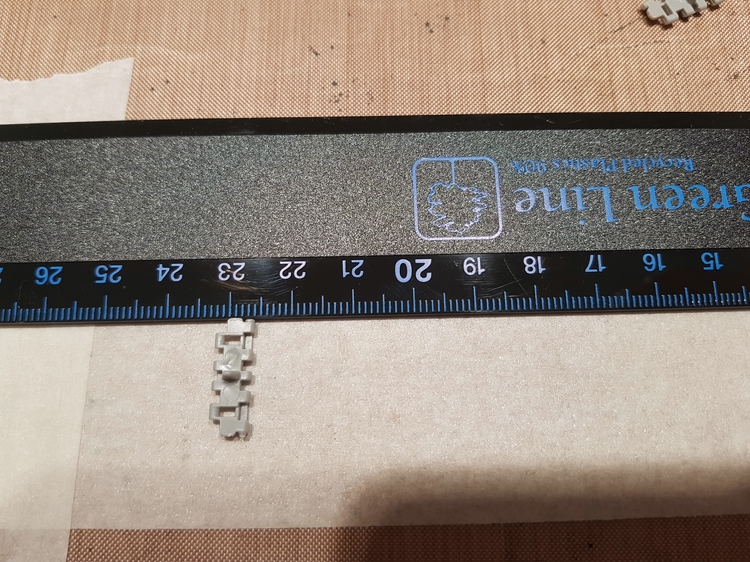 15 16 17 18 19 20 21 22 23 24 25 26
Green Line
Recycled Plastics 90%